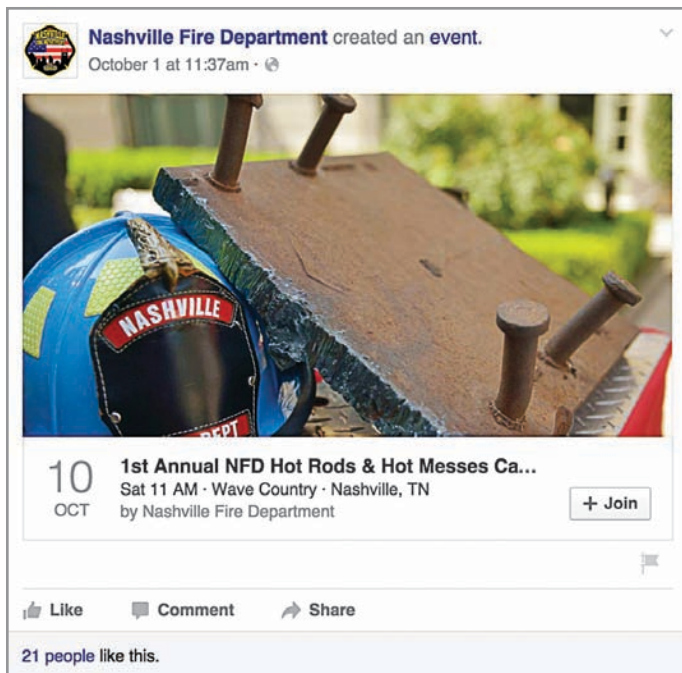 Nashville Fire Department created an event.
October 1 at 11:37am ·
NASHVILLE
DEPT
10
OCT
1st Annual NFD Hot Rods & Hot Messes Ca...
Sat 11 AM · Wave Country · Nashville, TN
by Nashville Fire Department
+ Join
Like Comment Share
21 people like this.